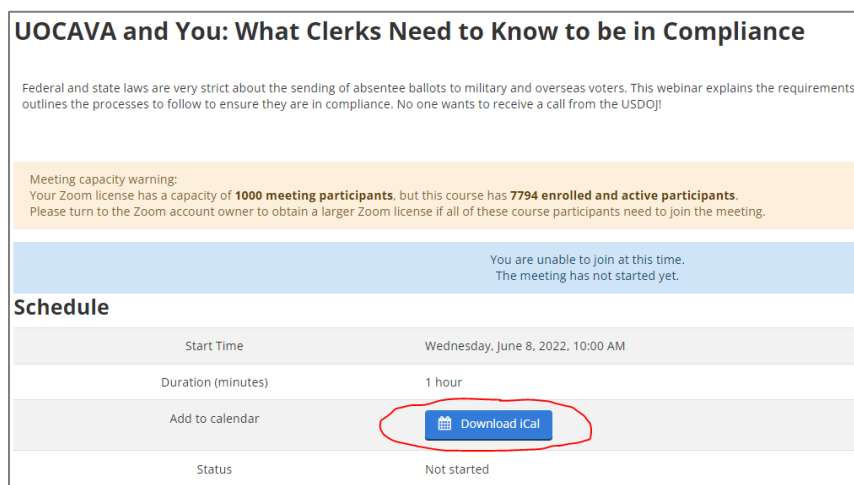 UOCAVA and You: What Clerks Need to Know to be in Compliance
Federal and state laws are very strict about the sending of absentee ballots to military and overseas voters. This webinar explains the requirements
outlines the processes to follow to ensure they are in compliance. No one wants to receive a call from the USDOJ!
Meeting capacity warning:
Your Zoom license has a capacity of 1000 meeting participants, but this course has 7794 enrolled and active participants.
Please turn to the Zoom account owner to obtain a larger Zoom license if all of these course participants need to join the meeting.
You are unable to join at this time.
The meeting has not started yet.
Schedule
Start Time Wednesday, June 8, 2022, 10:00 AM
Duration (minutes) 1 hour
Add to calendar Download iCal
Status Not started